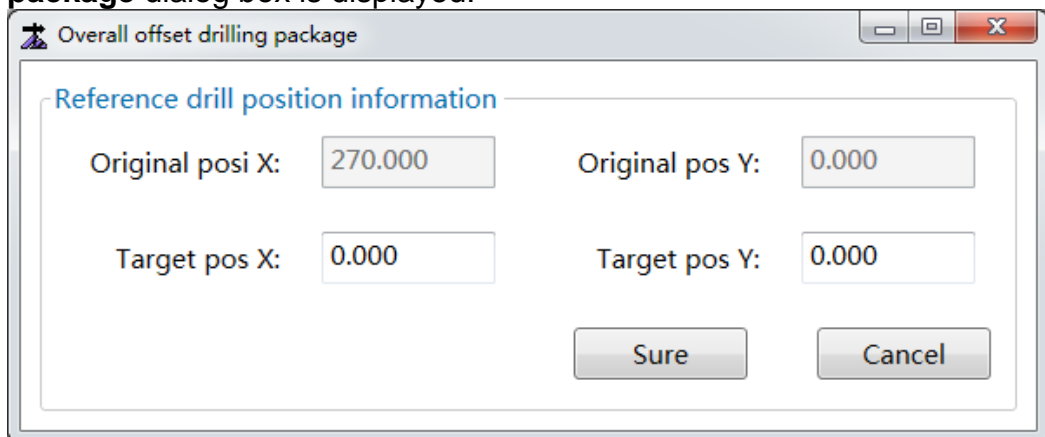 package dialog box is displayed.
Overall offset drilling package
Reference drill position information
Original posi X: 270.000 Original pos Y: 0.000
Target pos X: 0.000 Target pos Y: 0.000
Sure Cancel